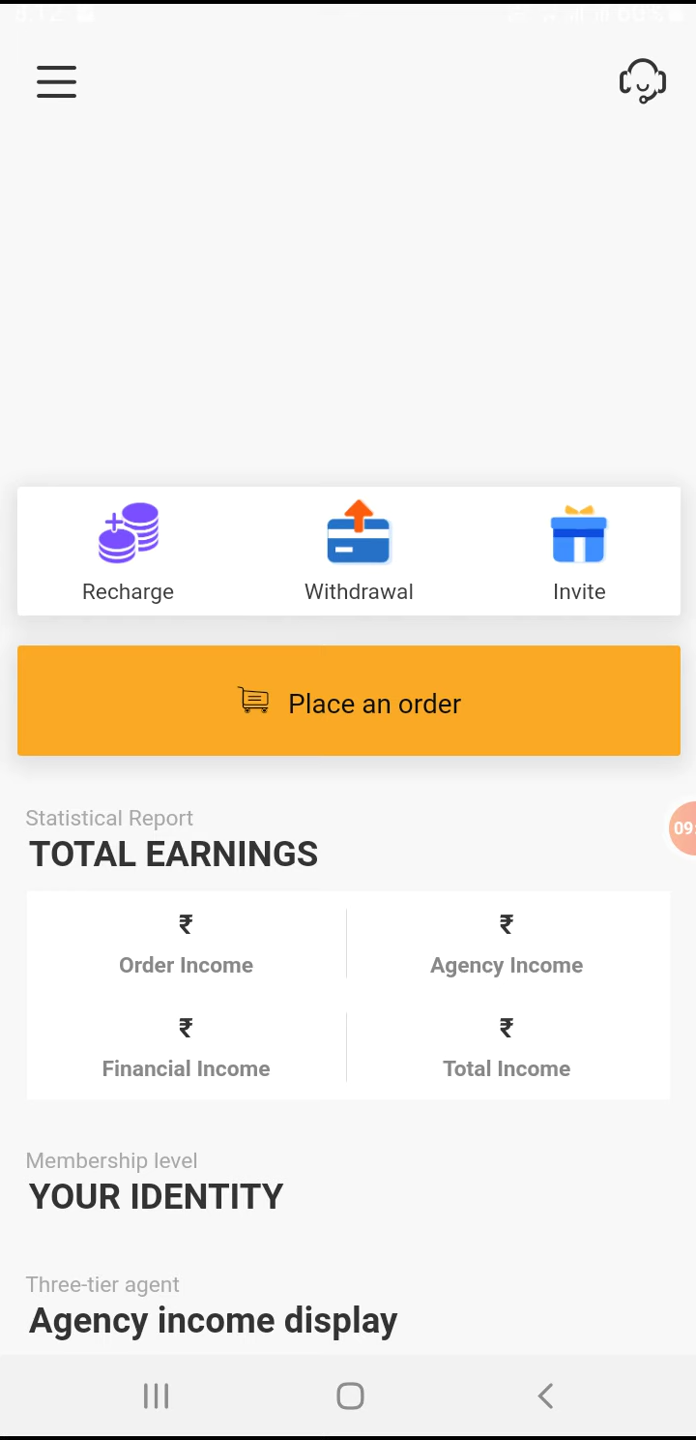 Recharge
Withdrawal
Invite
Place an order
Statistical Report
TOTAL EARNINGS
₹
₹
Order Income
Agency Income
₹
₹
Financial Income
Total Income
Membership level
YOUR IDENTITY
Three-tier agent
Agency income display